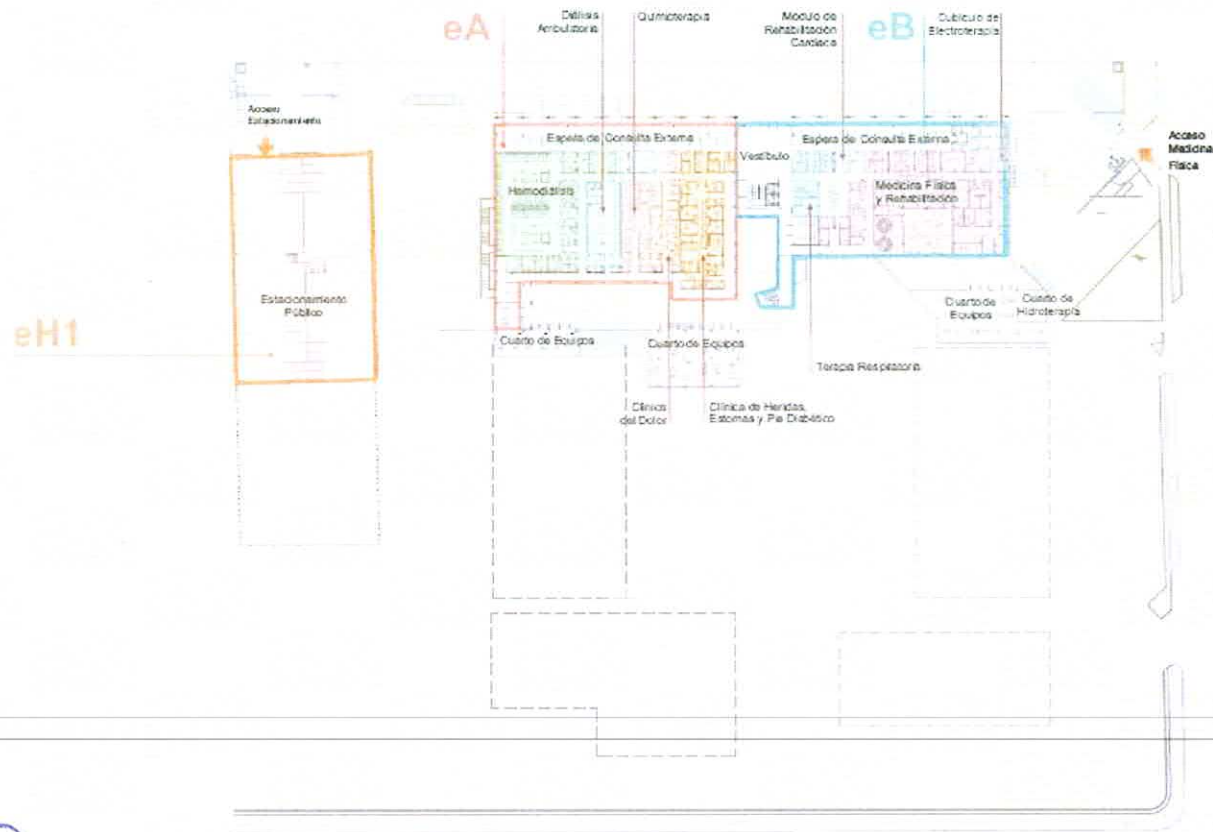 eA
Diálisis
Ambulatoria
Quimioterapia
Módulo de
Rehabilitación
Cardiaca
eB
Cubículo de
Electroterapia
Acceso
Estacionamiento
Espera de Consulta Externa
Vestíbulo
Espera de Consulta Externa
Acceso
Medicina
Física
Hemodiálisis
Medicina Física
y Rehabilitación
Estacionamiento
Público
eH1
Cuarto de Equipos
Cuarto de Equipos
Cuarto de
Equipos
Cuarto de
Hidroterapia
Terapia Respiratoria
Clínica
del Dolor
Clínica de Heridas,
Estomas y Pie Diabético